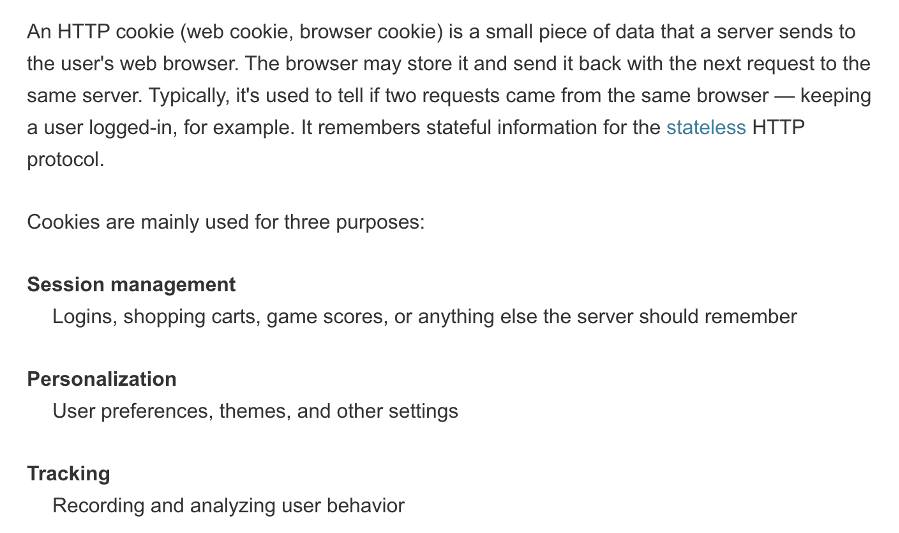 An HTTP cookie (web cookie, browser cookie) is a small piece of data that a server sends to
the user's web browser. The browser may store it and send it back with the next request to the
same server. Typically, it's used to tell if two requests came from the same browser — keeping
a user logged-in, for example. It remembers stateful information for the stateless HTTP
protocol.
Cookies are mainly used for three purposes:
Session management
Logins, shopping carts, game scores, or anything else the server should remember
Personalization
User preferences, themes, and other settings
Tracking
Recording and analyzing user behavior